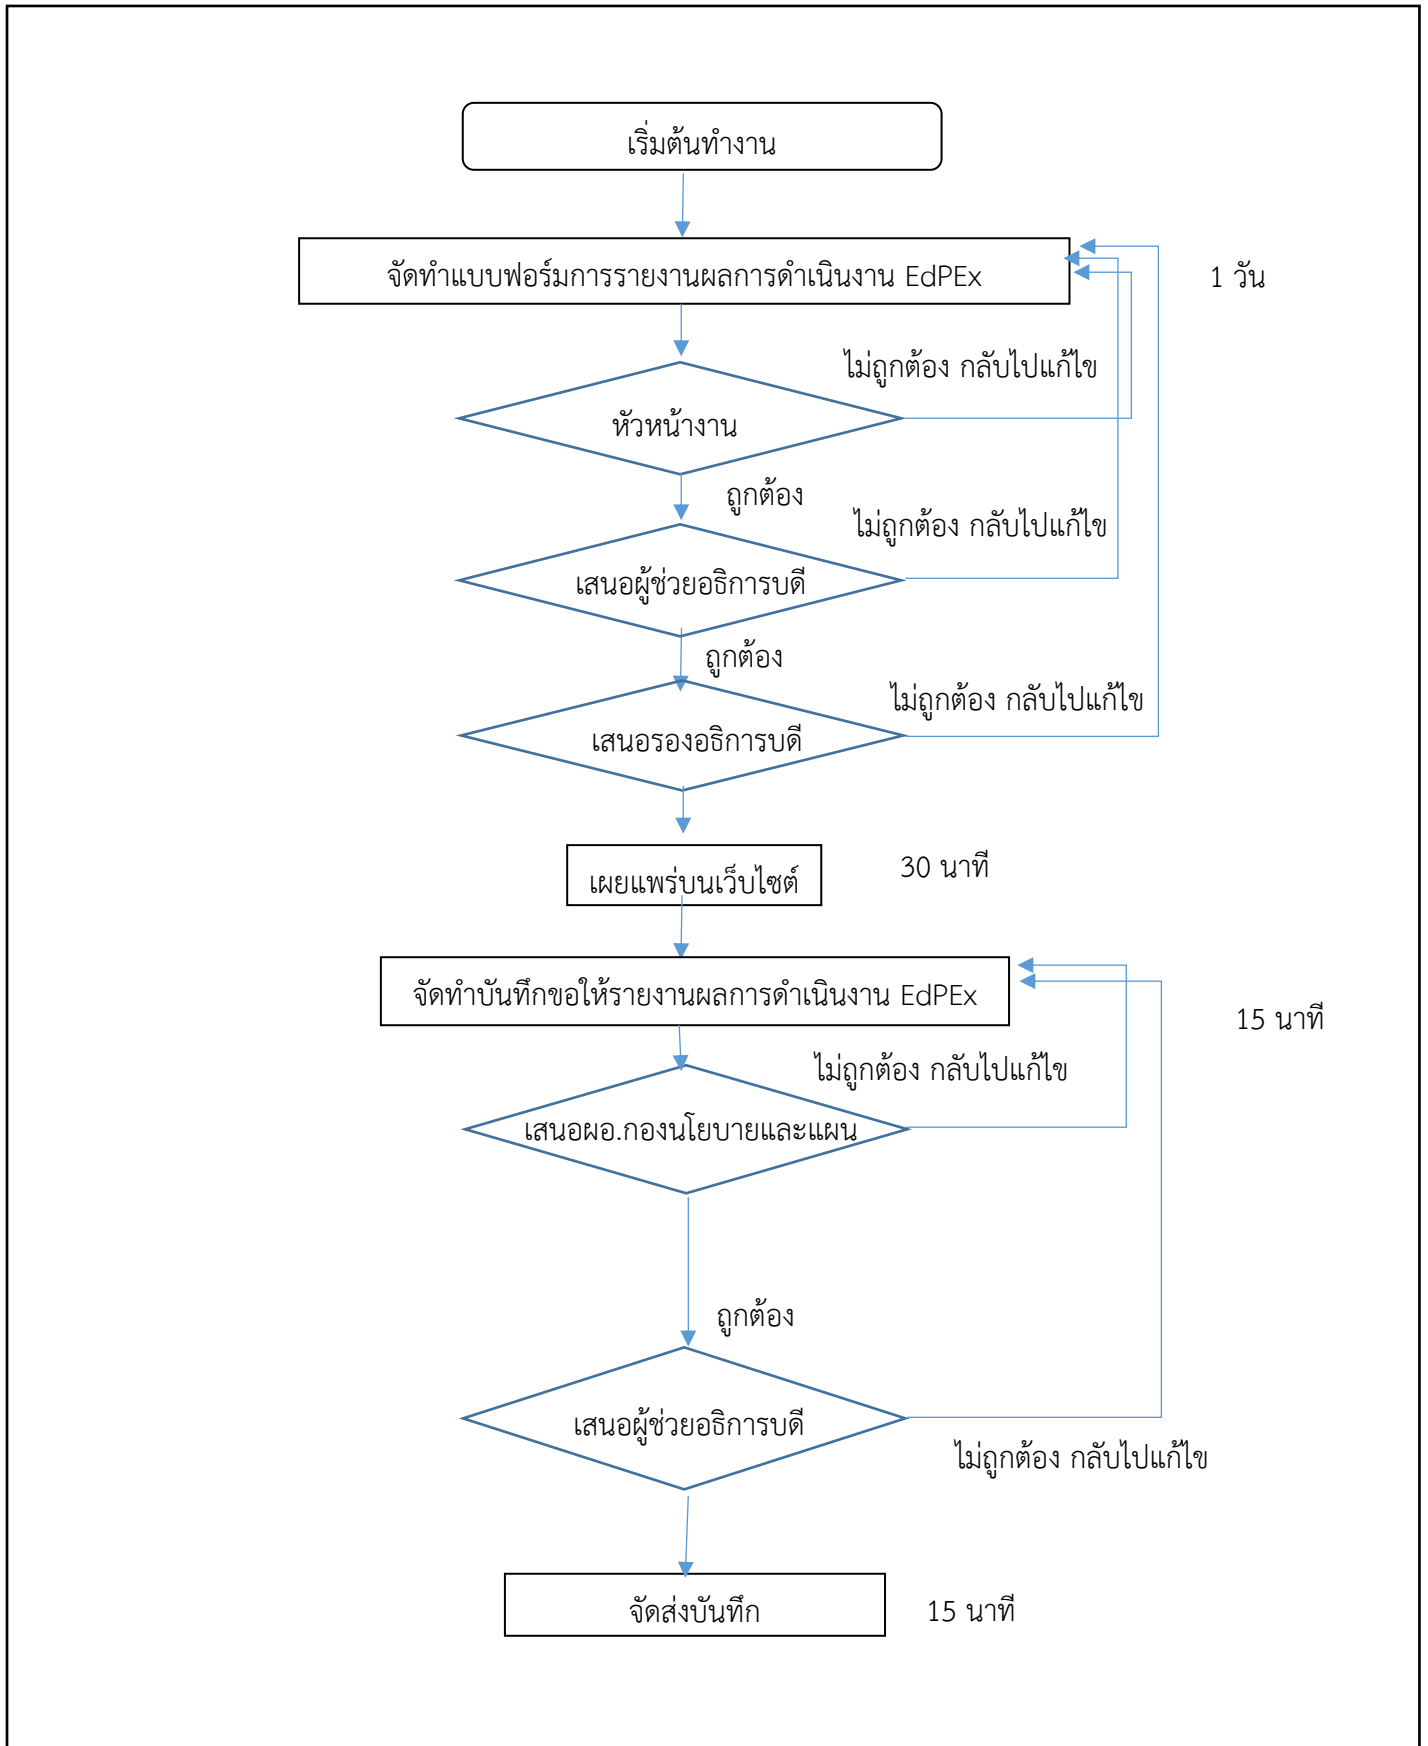 เริ่มต้นทำงาน
จัดทำแบบฟอร์มการรายงานผลการดำเนินงาน EdPEx
1 วัน
ไม่ถูกต้อง กลับไปแก้ไข
หัวหน้างาน
ถูกต้อง
ไม่ถูกต้อง กลับไปแก้ไข
เสนอผู้ช่วยอธิการบดี
ถูกต้อง
ไม่ถูกต้อง กลับไปแก้ไข
เสนอรองอธิการบดี
เผยแพร่บนเว็บไซต์
30 นาที
จัดทำบันทึกขอให้รายงานผลการดำเนินงาน EdPEx
15 นาที
ไม่ถูกต้อง กลับไปแก้ไข
เสนอผอ.กองนโยบายและแผน
ถูกต้อง
เสนอผู้ช่วยอธิการบดี
ไม่ถูกต้อง กลับไปแก้ไข
จัดส่งบันทึก
15 นาที